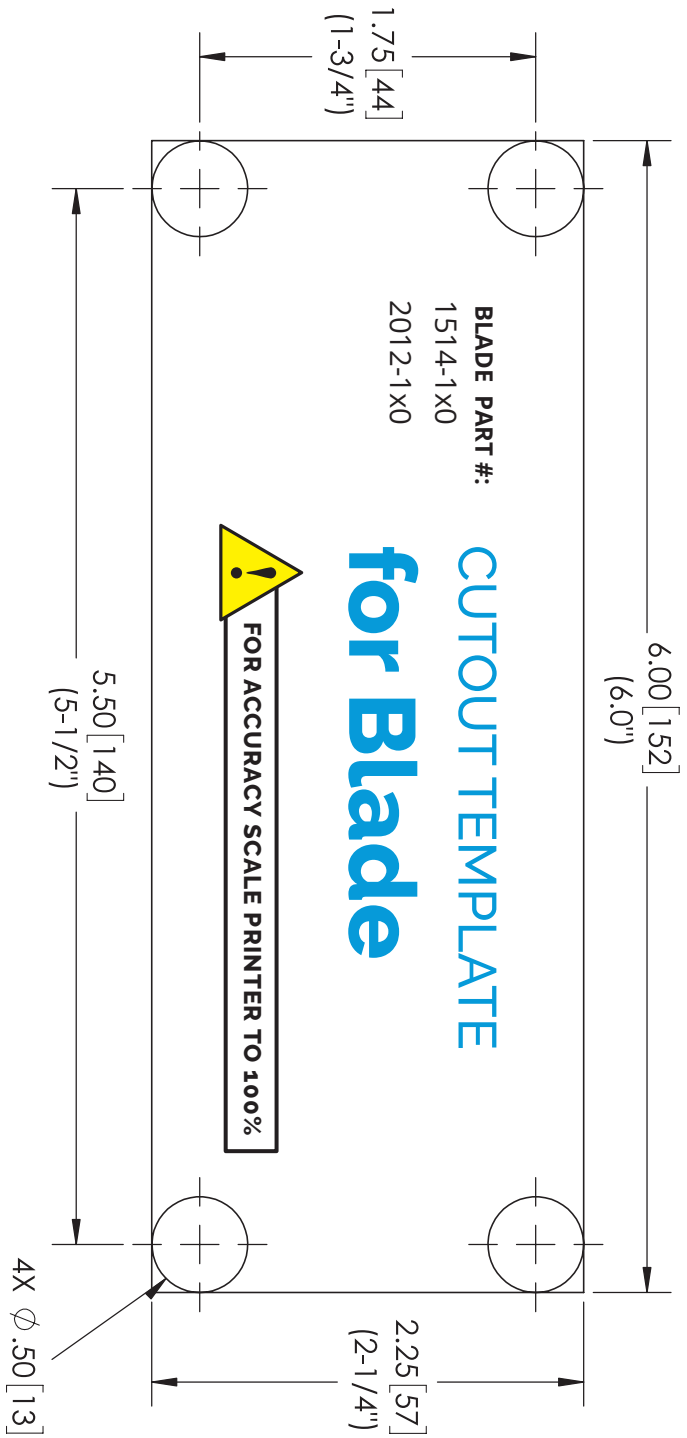 6.00[152]
(6.0")
1.75[44]
(1-3/4")
BLADE PART #:
1514-1x0
2012-1x0
CUTOUT TEMPLATE
for Blade
! FOR ACCURACY SCALE PRINTER TO 100%
2.25[57]
(2-1/4")
5.50[140]
(5-1/2")
4X ∅.50[13]